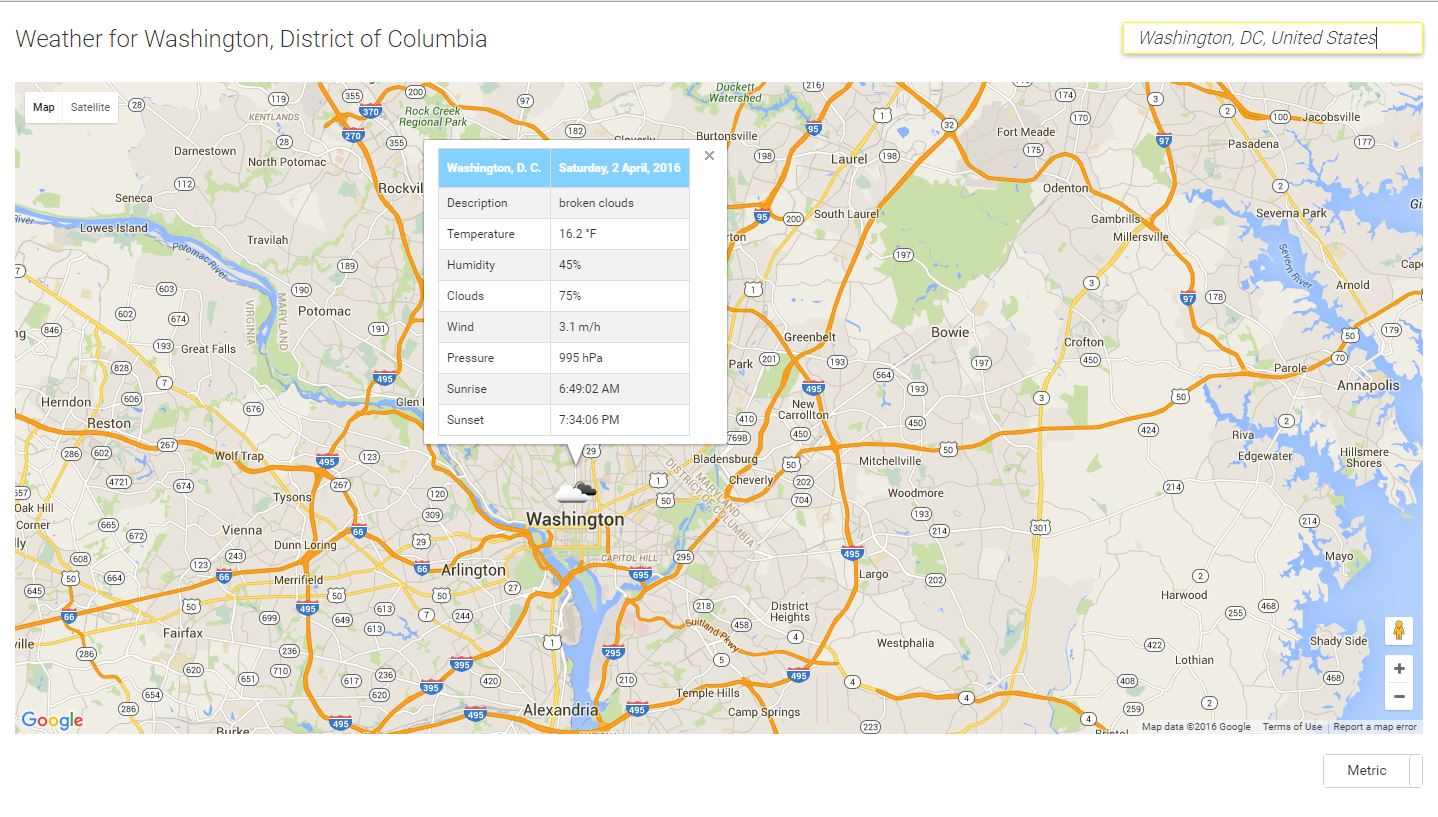 Weather for Washington, District of Columbia
Washington, DC, United States
Map Satellite
Washington, D. C. Saturday, 2 April, 2016
Description broken clouds
Temperature 16.2 °F
Humidity 45%
Clouds 75%
Wind 3.1 m/h
Pressure 995 hPa
Sunrise 6:49:02 AM
Sunset 7:34:06 PM
Duckett
Watershed
KENTLANDS
Rock Creek
Regional Park
Burtonsville
Fort Meade
Jacobsville
Pasadena
Darnestown
North Potomac
Laurel
Odenton
Seneca
South Laurel
Severna Park
Gambrills
Millersville
Lowes Island
Travilah
Potomac River
Severn River
Arnold
MARYLAND
VIRGINIA
Potomac
Great Falls
Greenbelt
Bowie
Crofton
Parole
Annapolis
Herndon
Reston
New
Carrollton
Riva
Edgewater
Hillsmere
Shores
Wolf Trap
Bladensburg
Cheverly
Mitchellville
Woodmore
Tysons
MARYLAND
DISTRICT OF COLUMBIA
Oak Hill
Corner
Vienna
Dunn Loring
Washington
CAPITOL HILL
Merrifield
Arlington
Largo
Mayo
Harwood
District
Heights
Fairfax
Suitland Pkwy
Westphalia
Shady Side
Lothian
Temple Hills
Camp Springs
Alexandria
Google
Map data ©2016 Google Terms of Use Report a map error
Metric